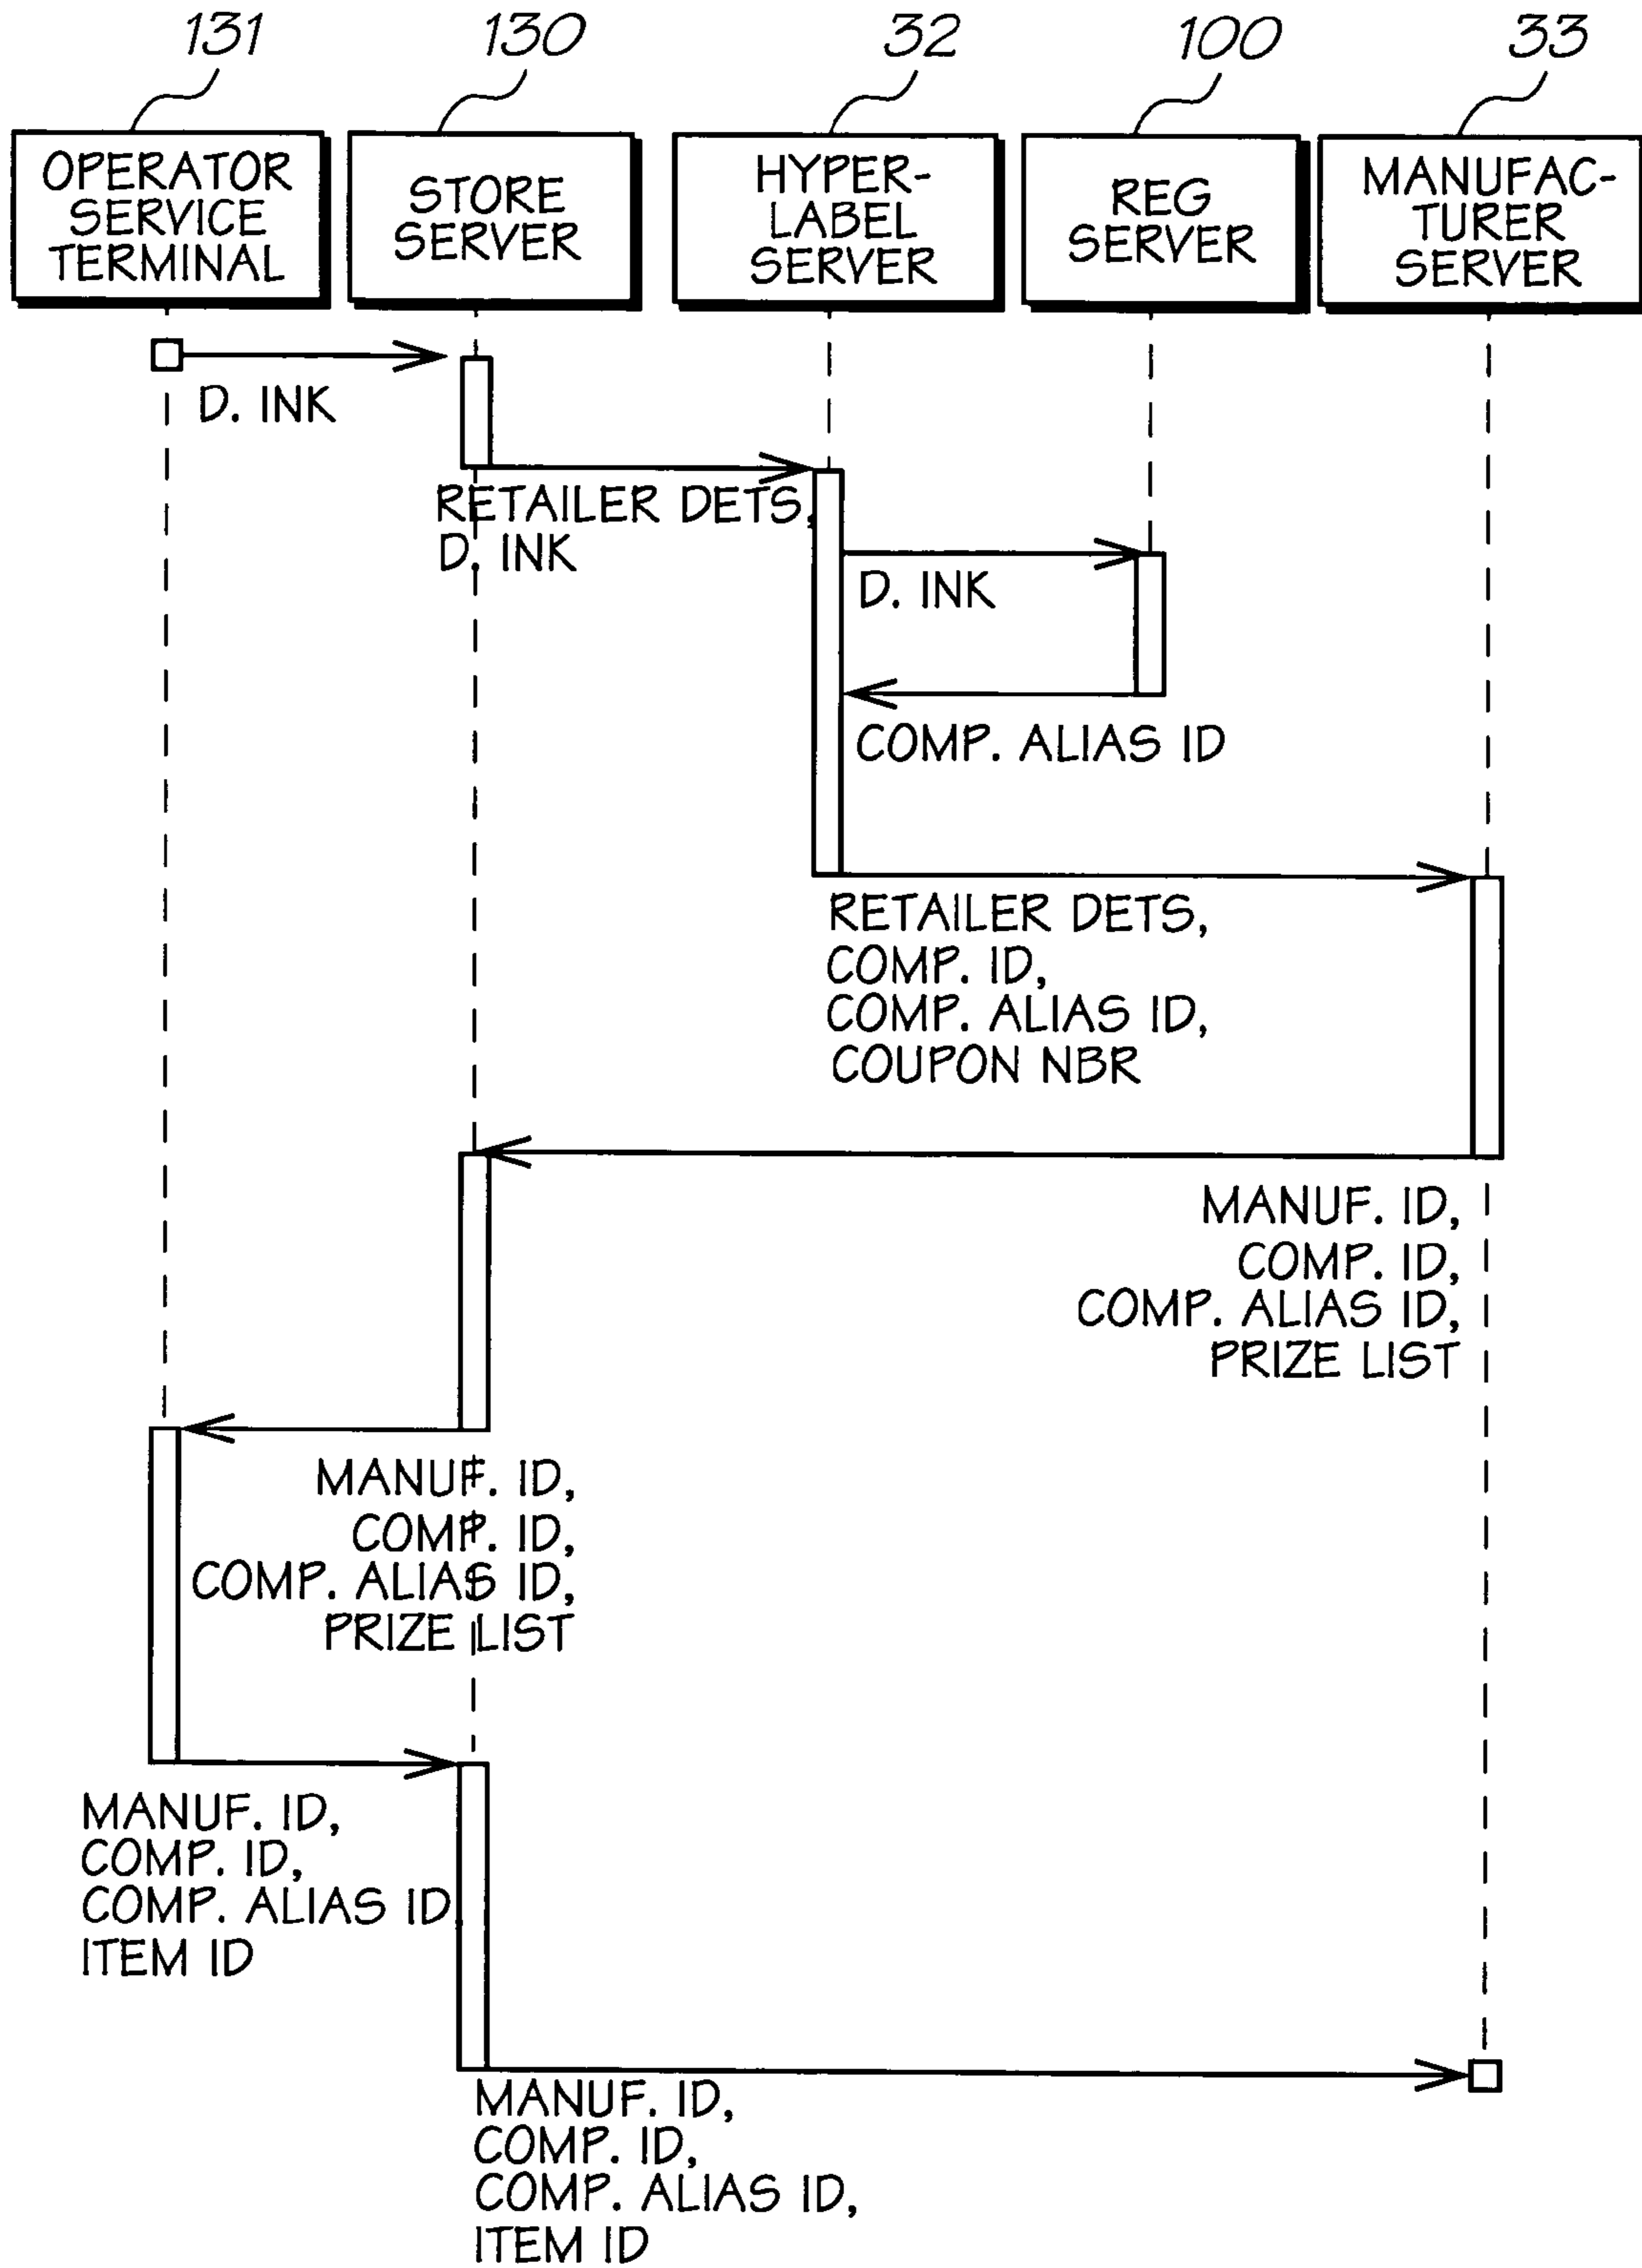 131
130
32
100
33
OPERATOR
SERVICE
TERMINAL
STORE
SERVER
HYPER-
LABEL
SERVER
REG
SERVER
MANUFAC-
TURER
SERVER
D. INK
RETAILER DETS,
D. INK
D. INK
COMP. ALIAS ID
RETAILER DETS,
COMP. ID,
COMP. ALIAS ID,
COUPON NBR
MANUF. ID,
COMP. ID,
COMP. ALIAS ID,
PRIZE LIST
MANUF. ID,
COMP. ID,
COMP. ALIAS ID,
PRIZE LIST
MANUF. ID,
COMP. ID,
COMP. ALIAS ID
ITEM ID
MANUF. ID,
COMP. ID,
COMP. ALIAS ID,
ITEM ID